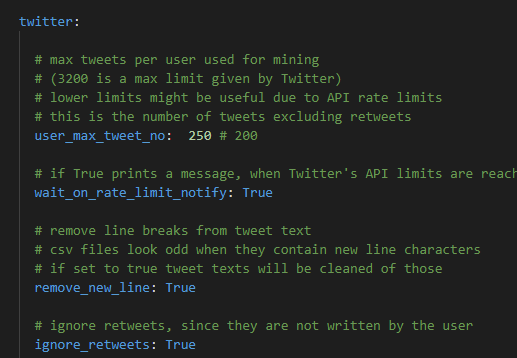 twitter:
# max tweets per user used for mining
# (3200 is a max limit given by Twitter)
# lower limits might be useful due to API rate limits
# this is the number of tweets excluding retweets
user_max_tweet_no:  250 # 200
# if True prints a message, when Twitter's API limits are reach
wait_on_rate_limit_notify: True
# remove line breaks from tweet text
# csv files look odd when they contain new line characters
# if set to true tweet texts will be cleaned of those
remove_new_line: True
# ignore retweets, since they are not written by the user
ignore_retweets: True